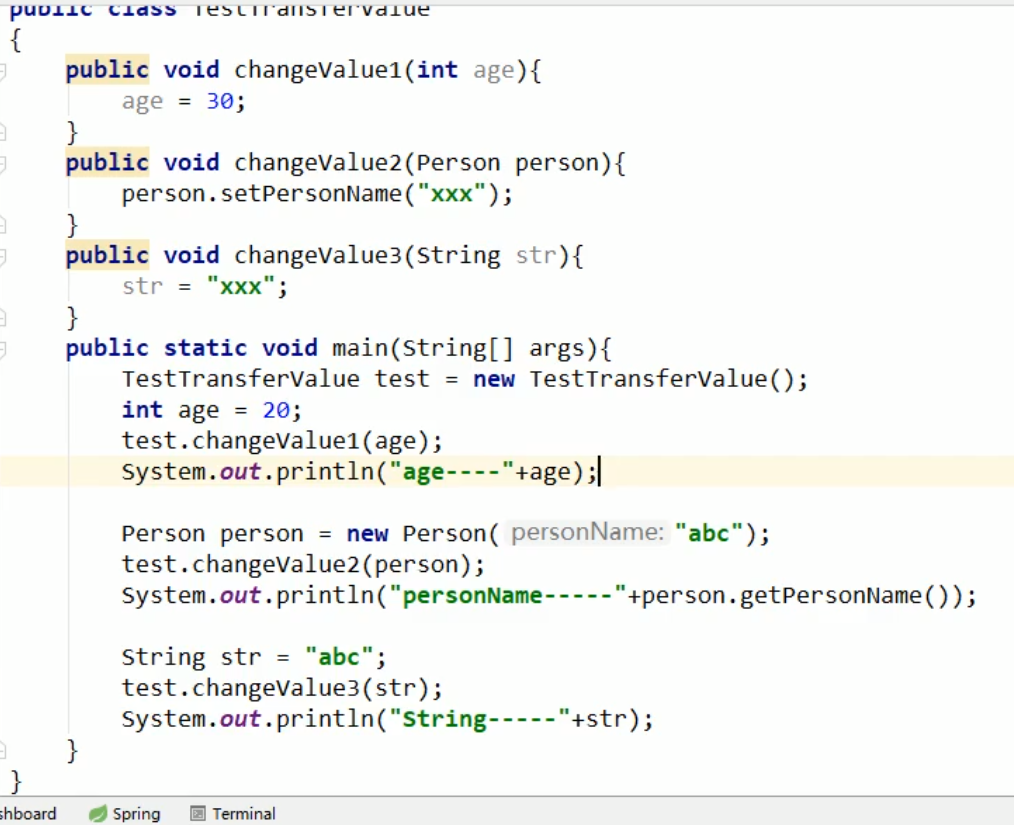 public class TestTransferValue
{
public void changeValue1(int age){
age = 30;
}
public void changeValue2(Person person){
person.setPersonName("xxx");
}
public void changeValue3(String str){
str = "xxx";
}
public static void main(String[] args){
TestTransferValue test = new TestTransferValue();
int age = 20;
test.changeValue1(age);
System.out.println("age----"+age);
Person person = new Person( personName: "abc");
test.changeValue2(person);
System.out.println("personName-----"+person.getPersonName());
String str = "abc";
test.changeValue3(str);
System.out.println("String-----"+str);
}
}
shboard Spring Terminal